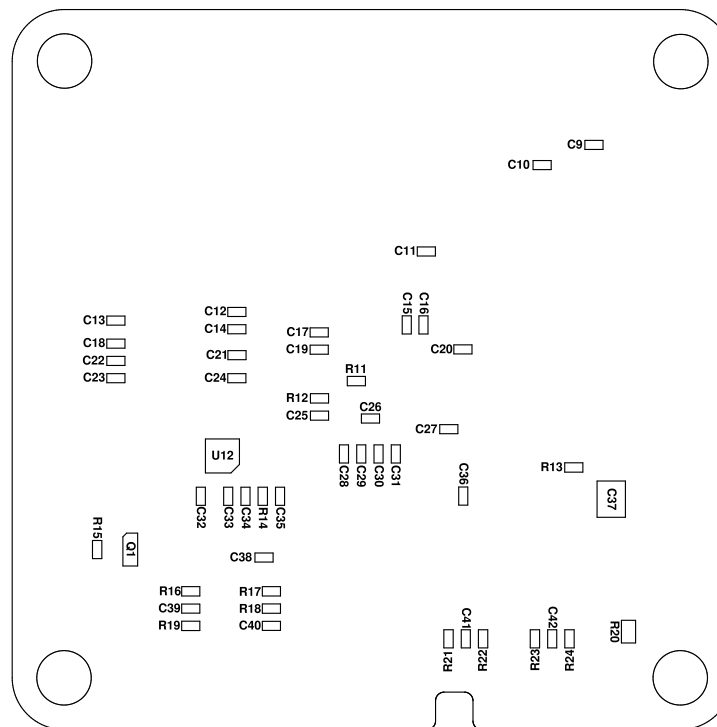 C9
C10
C11
C15 C16
C12
C13
C14
C17
C18
C19
C20
C21
C22
R11
C23
C24
R12
C26
C25
C27
U12
C28 C29 C30 C31
C36
R13
C37
C32 C33 C34 R14 C35
R15
Q1
C38
R16
R17
C39
R18
R19
C40
C41
C42
R20
R21
R22
R23
R24